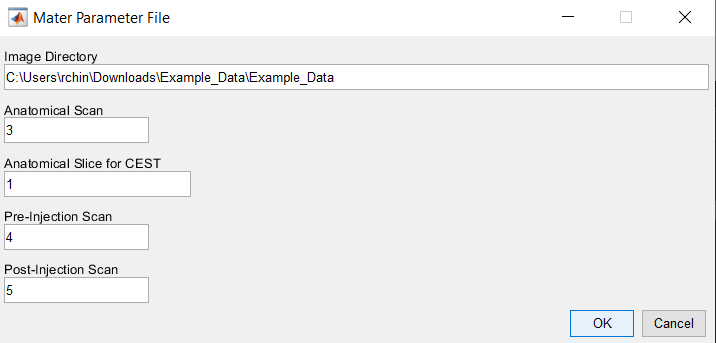 Mater Parameter File
Image Directory
C:\Users\rchin\Downloads\Example_Data\Example_Data
Anatomical Scan
3
Anatomical Slice for CEST
1
Pre-Injection Scan
4
Post-Injection Scan
5
OK Cancel